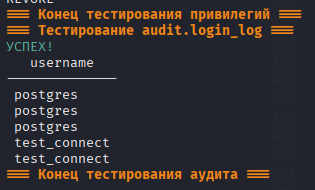 REVOKE
=== Конец тестирования привилегий ===
=== Тестирование audit.login_log ===
УСПЕХ!
username
--------------
postgres
postgres
postgres
test_connect
test_connect
=== Конец тестирования аудита ===